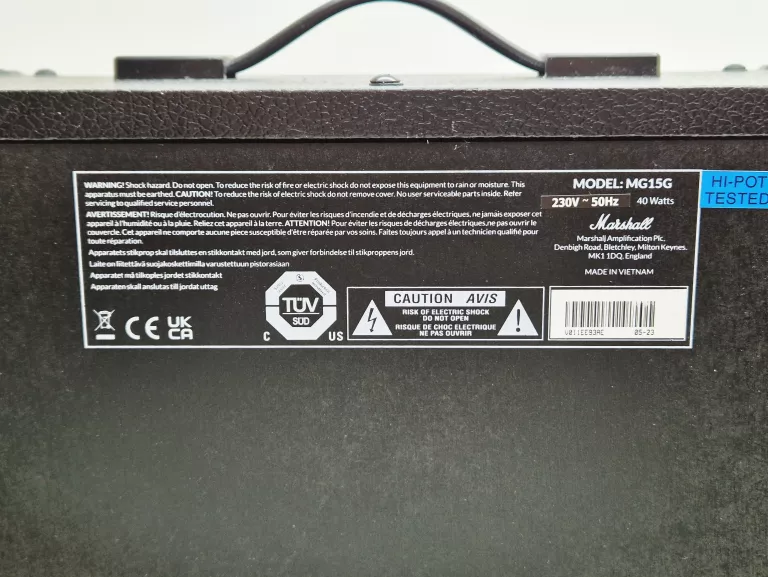 WARNING! Shock hazard. Do not open. To reduce the risk of fire or electric shock do not expose this equipment to rain or moisture. This
apparatus must be earthed. CAUTION! To reduce the risk of electric shock do not remove cover. No user serviceable parts inside. Refer
servicing to qualified service personnel.
AVERTISSEMENT! Risque d'électrocution. Ne pas ouvrir. Pour éviter les risques d'incendie et de décharges électriques, ne jamais exposer cet
appareil à l'humidité ou à la pluie. Reliez cet appareil à la terre. ATTENTION! Pour éviter les risques de décharges électriques,ne pas ouvrir le
couvercle. Cet appareil ne comporte aucune pièce susceptible d'être réparée par vos soins. Faites toujours appel à un technicien qualifié pour
toute réparation.
Apparatets stikprop skal tilsluttes en stikkontakt med jord, som giver forbindelse til stikproppens jord.
Laite on liitettävä suojakoskettimilla varustettuun pistorasiaan
Apparatet må tilkoples jordet stikkontakt
Apparaten skall anslutas till jordat uttag
MODEL: MG15G
230V ~ 50Hz 40 Watts
Marshall
Marshall Amplification Plc,
Denbigh Road, Bletchley, Milton Keynes,
MK1 1DQ, England
MADE IN VIETNAM
HI-POT
TESTED
CE UK
CA
TÜV
SÜD
C US
CAUTION AVIS
RISK OF ELECTRIC SHOCK
DO NOT OPEN
RISQUE DE CHOC ELECTRIQUE
NE PAS OUVRIR
05-23